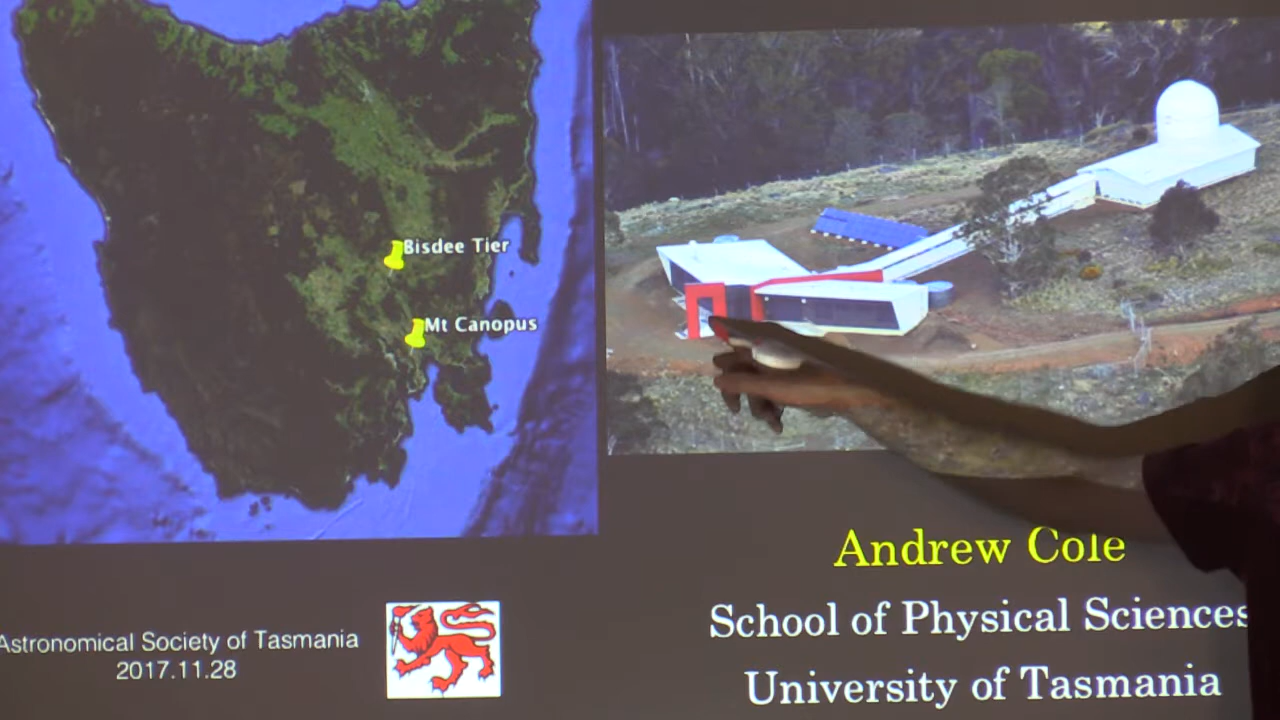 Bisdee Tier
Mt Canopus
Andrew Cole
School of Physical Sciences
University of Tasmania
Astronomical Society of Tasmania
2017.11.28